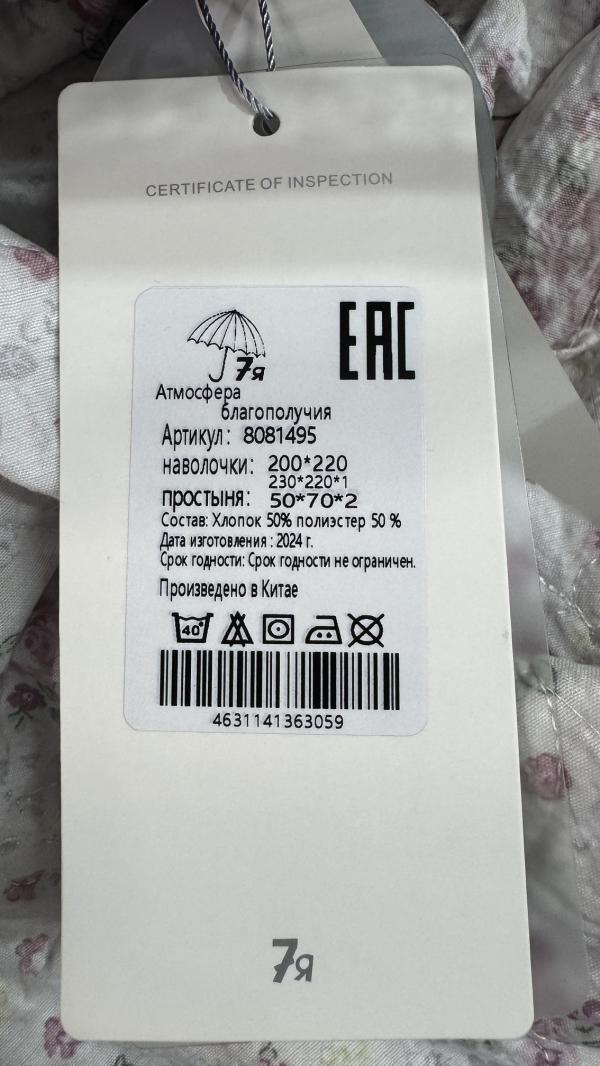 CERTIFICATE OF INSPECTION
7я
EAC
Атмосфера
благополучия
Артикул: 8081495
наволочки: 200*220
230*220*1
простыня: 50*70*2
Состав: Хлопок 50% полиэстер 50 %
Дата изготовления : 2024 г.
Срок годности: Срок годности не ограничен.
Произведено в Китае
40°
4631141363059
7я